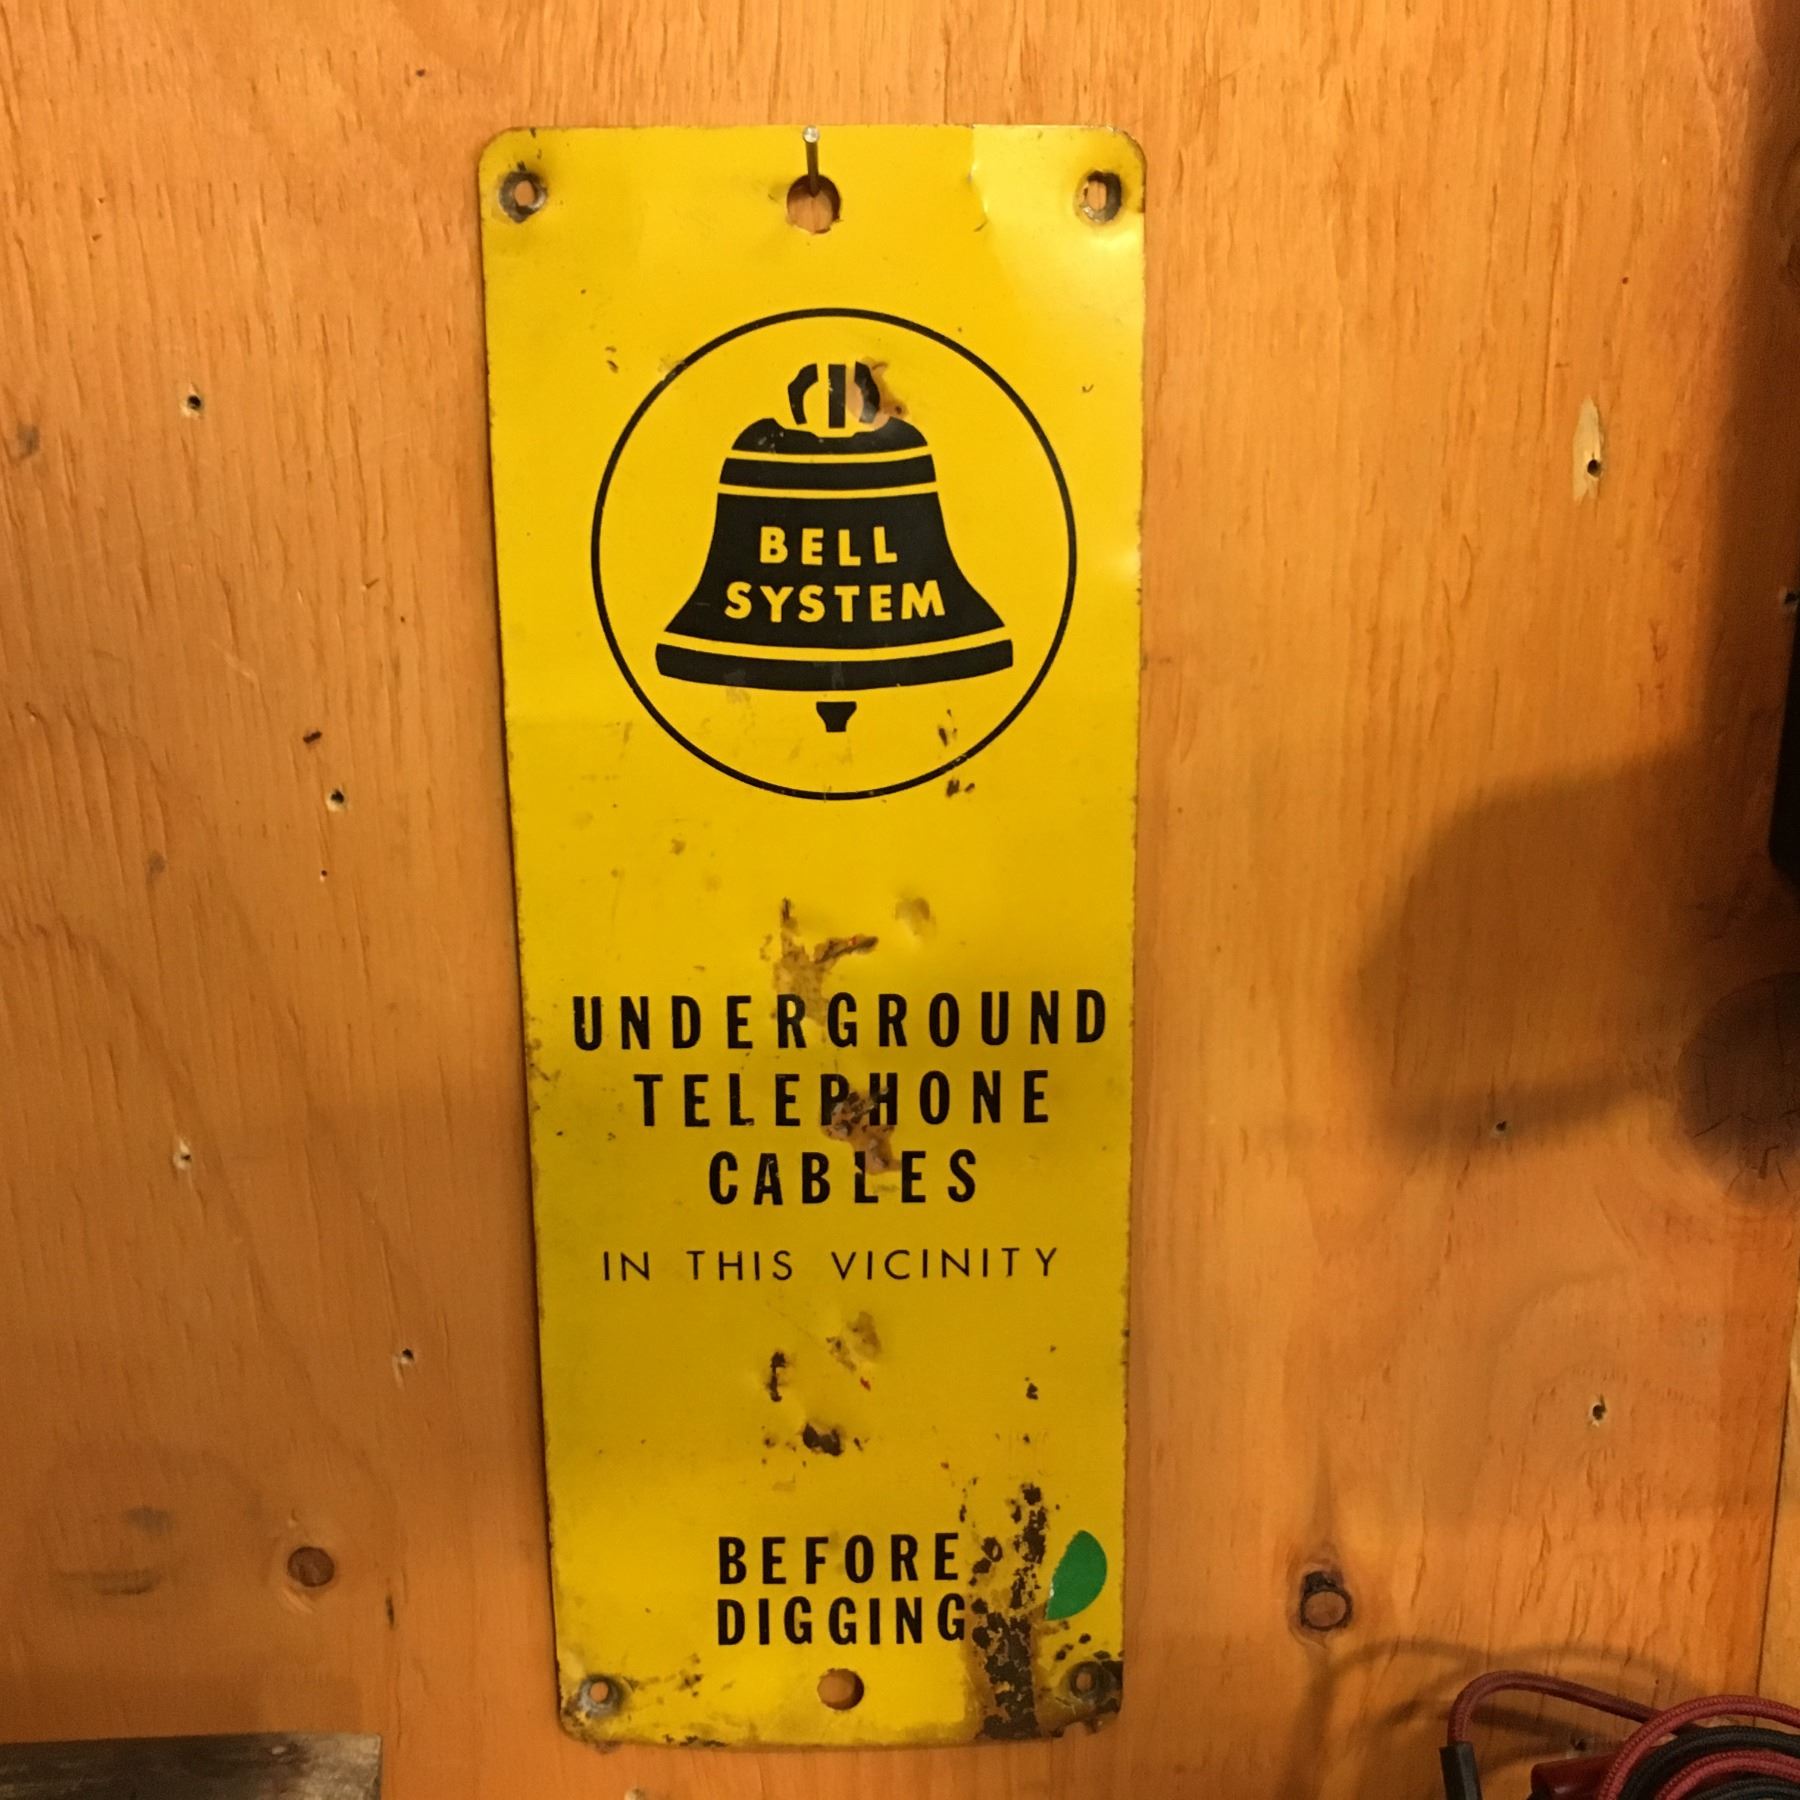 BELL
SYSTEM
UNDERGROUND
TELEPHONE
CABLES
IN THIS VICINITY
BEFORE
DIGGING